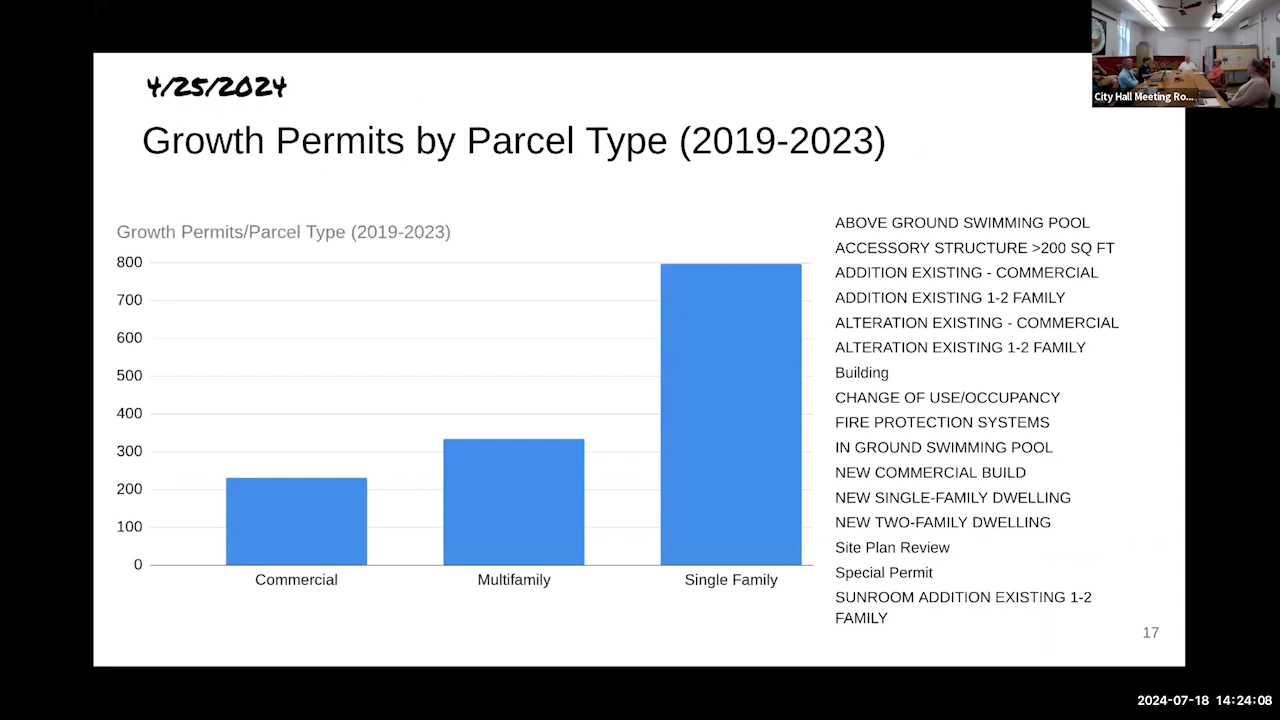 4/25/2024
City Hall Meeting Ro...
Growth Permits by Parcel Type (2019-2023)
Growth Permits/Parcel Type (2019-2023)
800
700
600
500
400
300
200
100
0
Commercial
Multifamily
Single Family
ABOVE GROUND SWIMMING POOL
ACCESSORY STRUCTURE >200 SQ FT
ADDITION EXISTING - COMMERCIAL
ADDITION EXISTING 1-2 FAMILY
ALTERATION EXISTING - COMMERCIAL
ALTERATION EXISTING 1-2 FAMILY
Building
CHANGE OF USE/OCCUPANCY
FIRE PROTECTION SYSTEMS
IN GROUND SWIMMING POOL
NEW COMMERCIAL BUILD
NEW SINGLE-FAMILY DWELLING
NEW TWO-FAMILY DWELLING
Site Plan Review
Special Permit
SUNROOM ADDITION EXISTING 1-2
FAMILY
17
2024-07-18 14:24:08